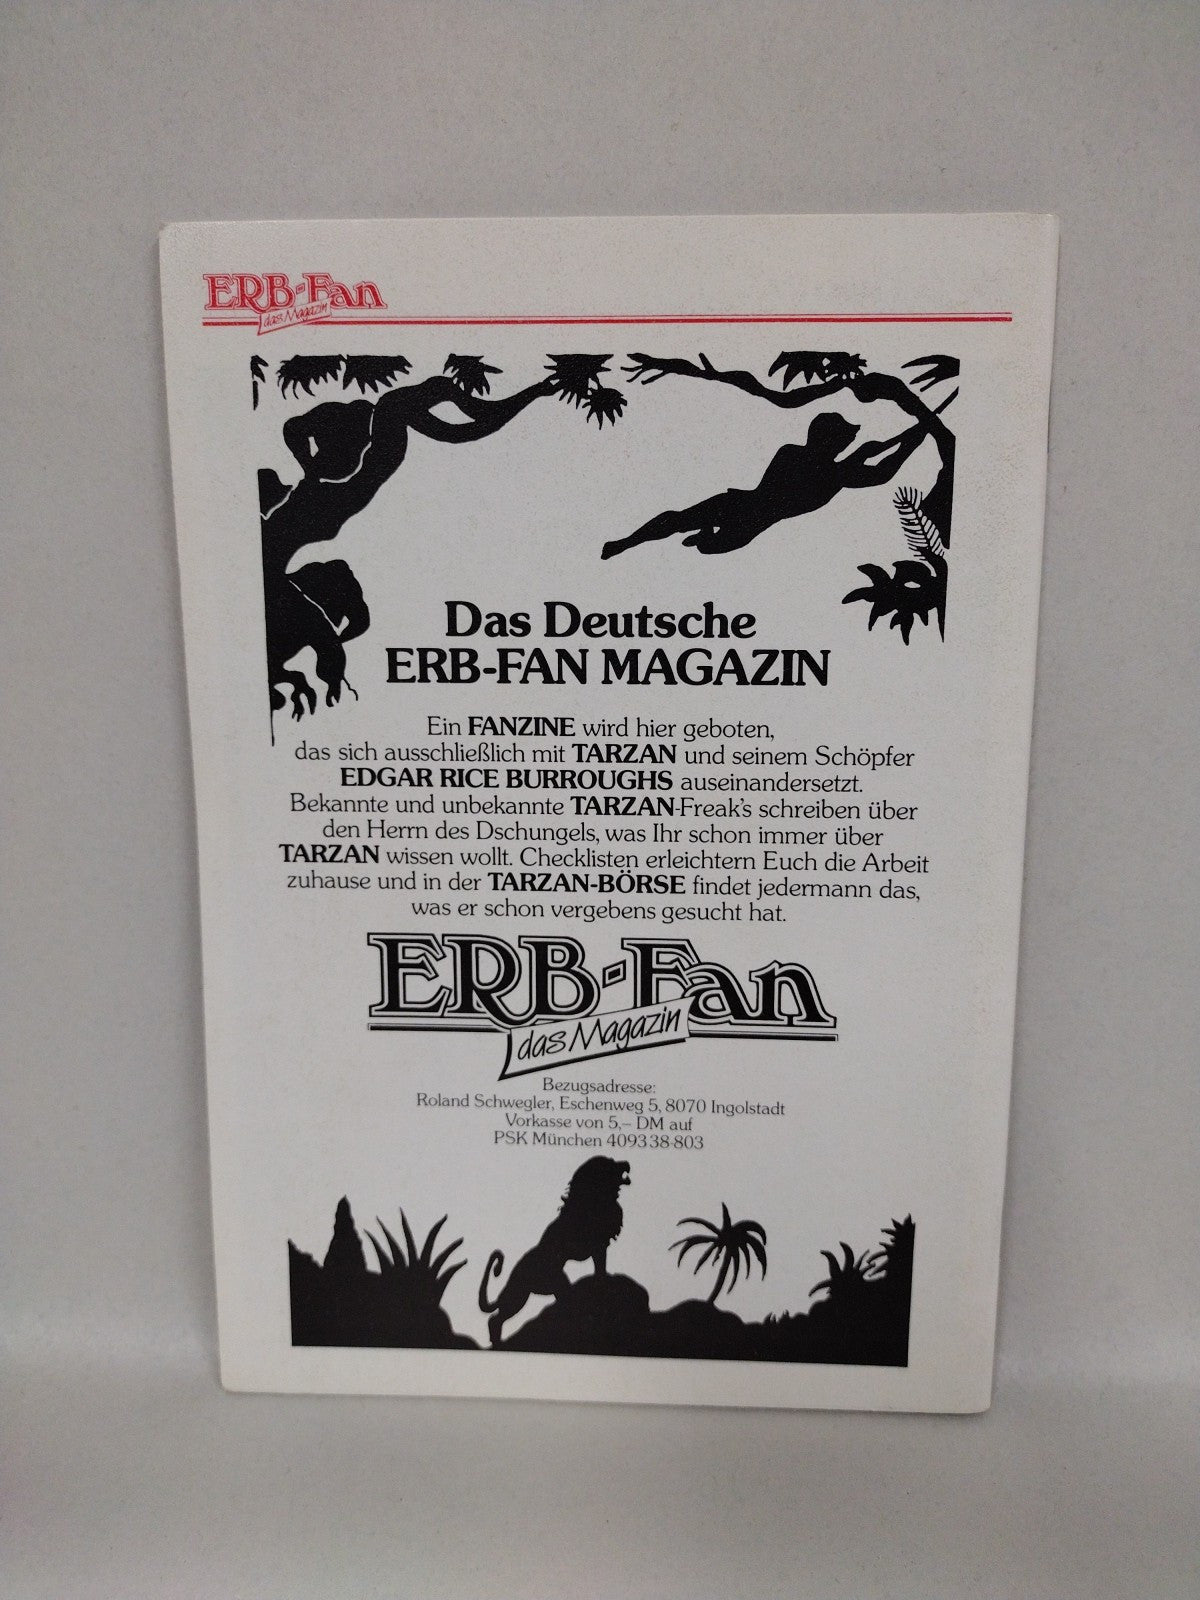 ERB-Fan
das Magazin
Das Deutsche
ERB-FAN MAGAZIN
Ein FANZINE wird hier geboten,
das sich ausschließlich mit TARZAN und seinem Schöpfer
EDGAR RICE BURROUGHS auseinandersetzt.
Bekannte und unbekannte TARZAN-Freak's schreiben über
den Herrn des Dschungels, was Ihr schon immer über
TARZAN wissen wollt. Checklisten erleichtern Euch die Arbeit
zuhause und in der TARZAN-BÖRSE findet jedermann das,
was er schon vergebens gesucht hat.
ERB-Fan
das Magazin
Bezugsadresse:
Roland Schwegler, Eschenweg 5, 8070 Ingolstadt
Vorkasse von 5,– DM auf
PSK München 409338-803